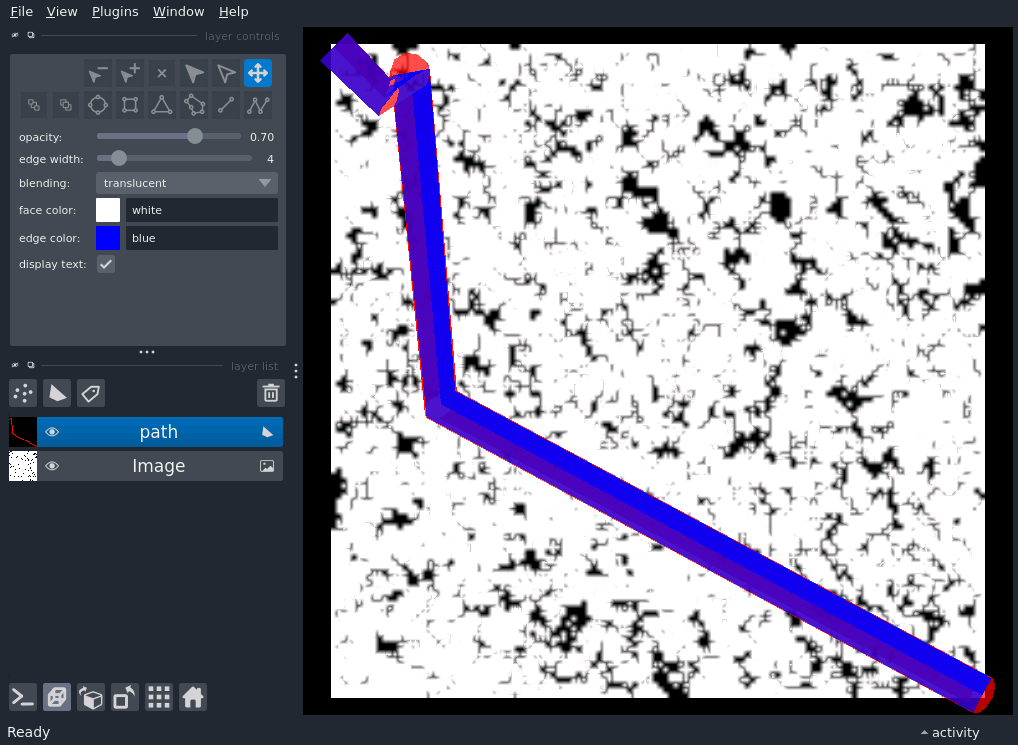 File View Plugins Window Help
layer controls
opacity: 0.70
edge width: 4
blending: translucent
face color: white
edge color: blue
display text:
layer list
path
Image
Ready
activity